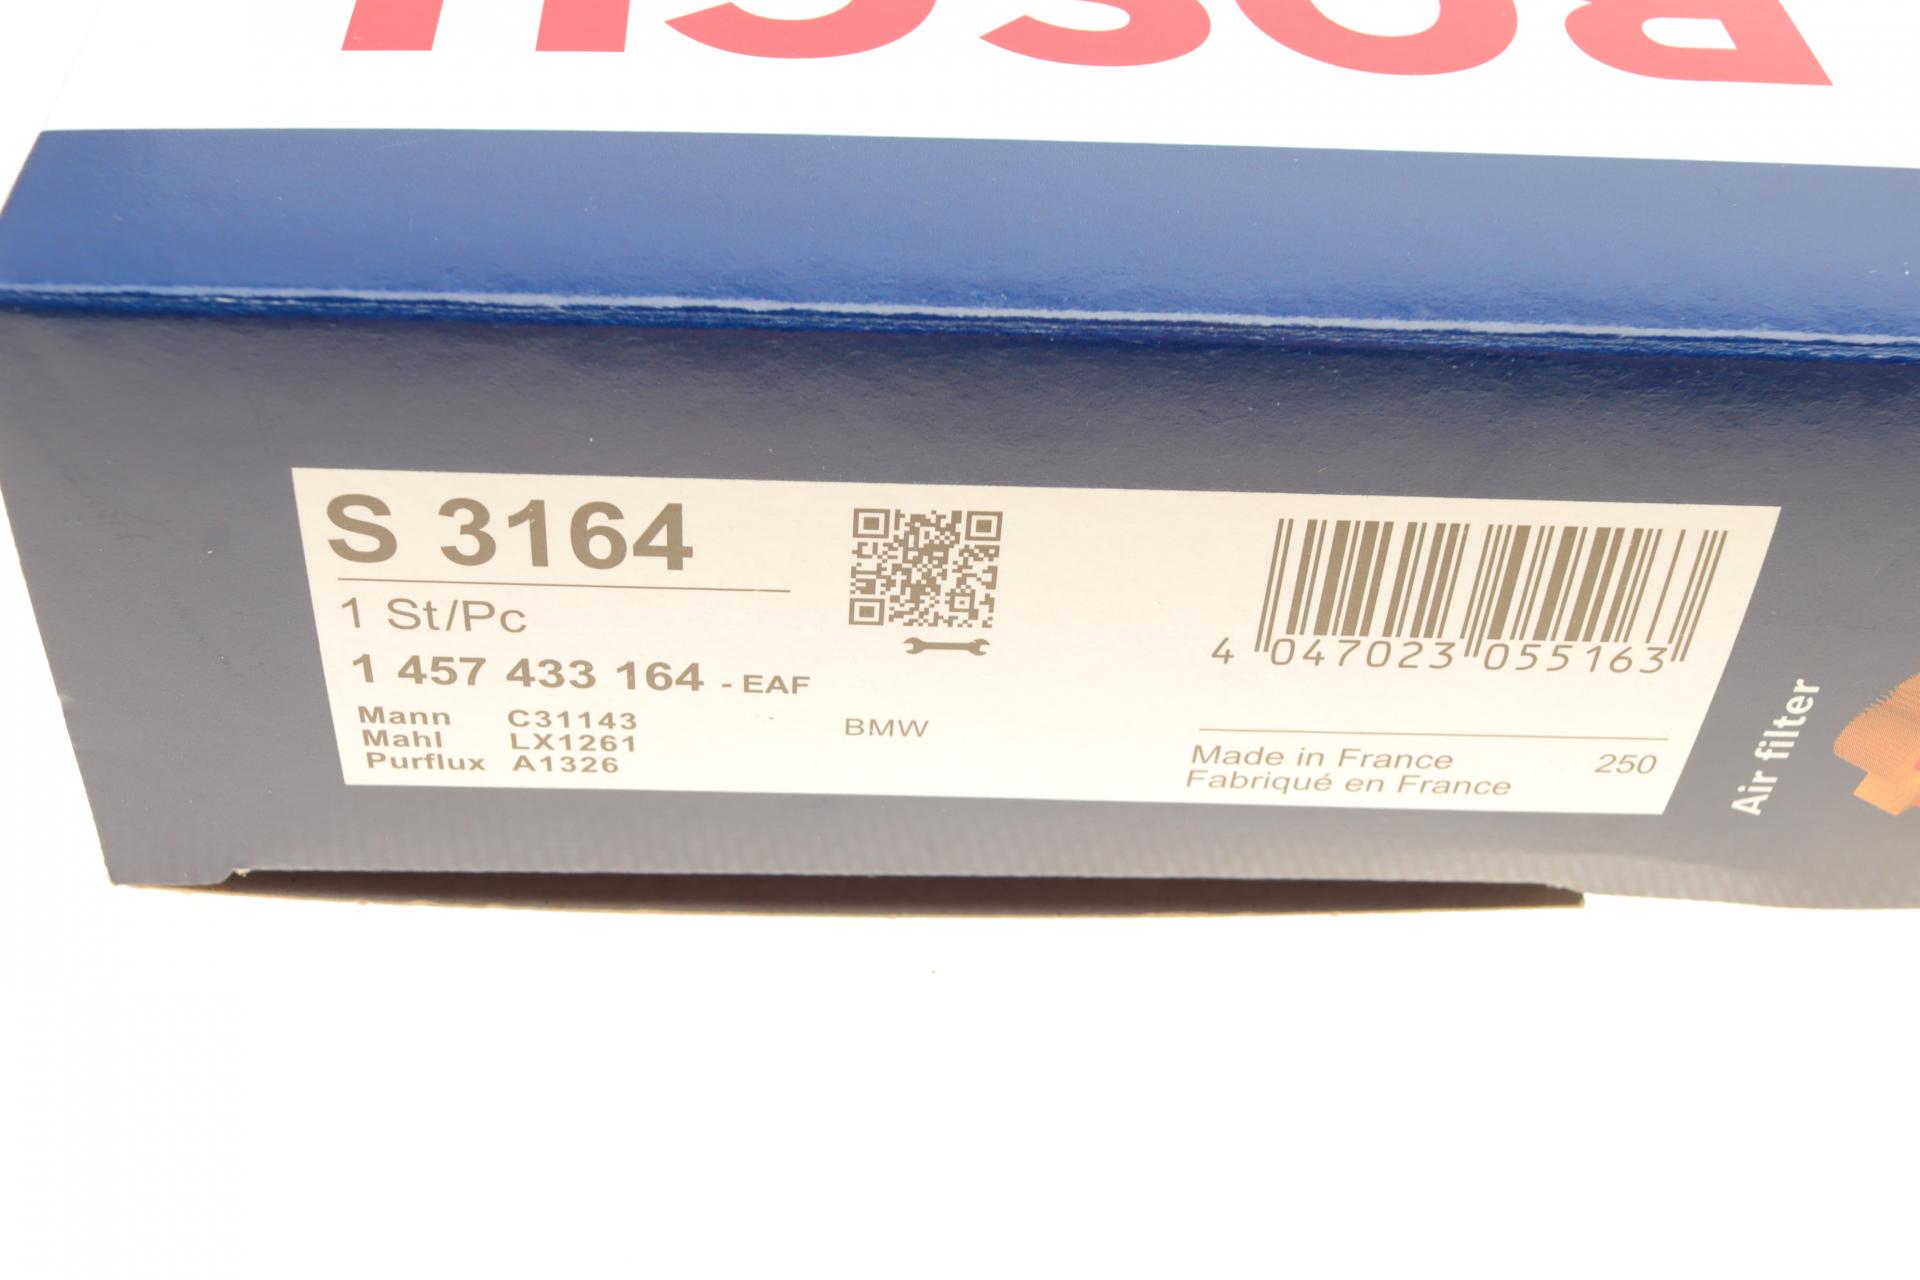 BOSCH
S 3164
1 St/Pc
1 457 433 164 - EAF
Mann C31143
Mahl LX1261
Purflux A1326
BMW
4 047023 055163
Made in France
Fabriqué en France
250
Air filter